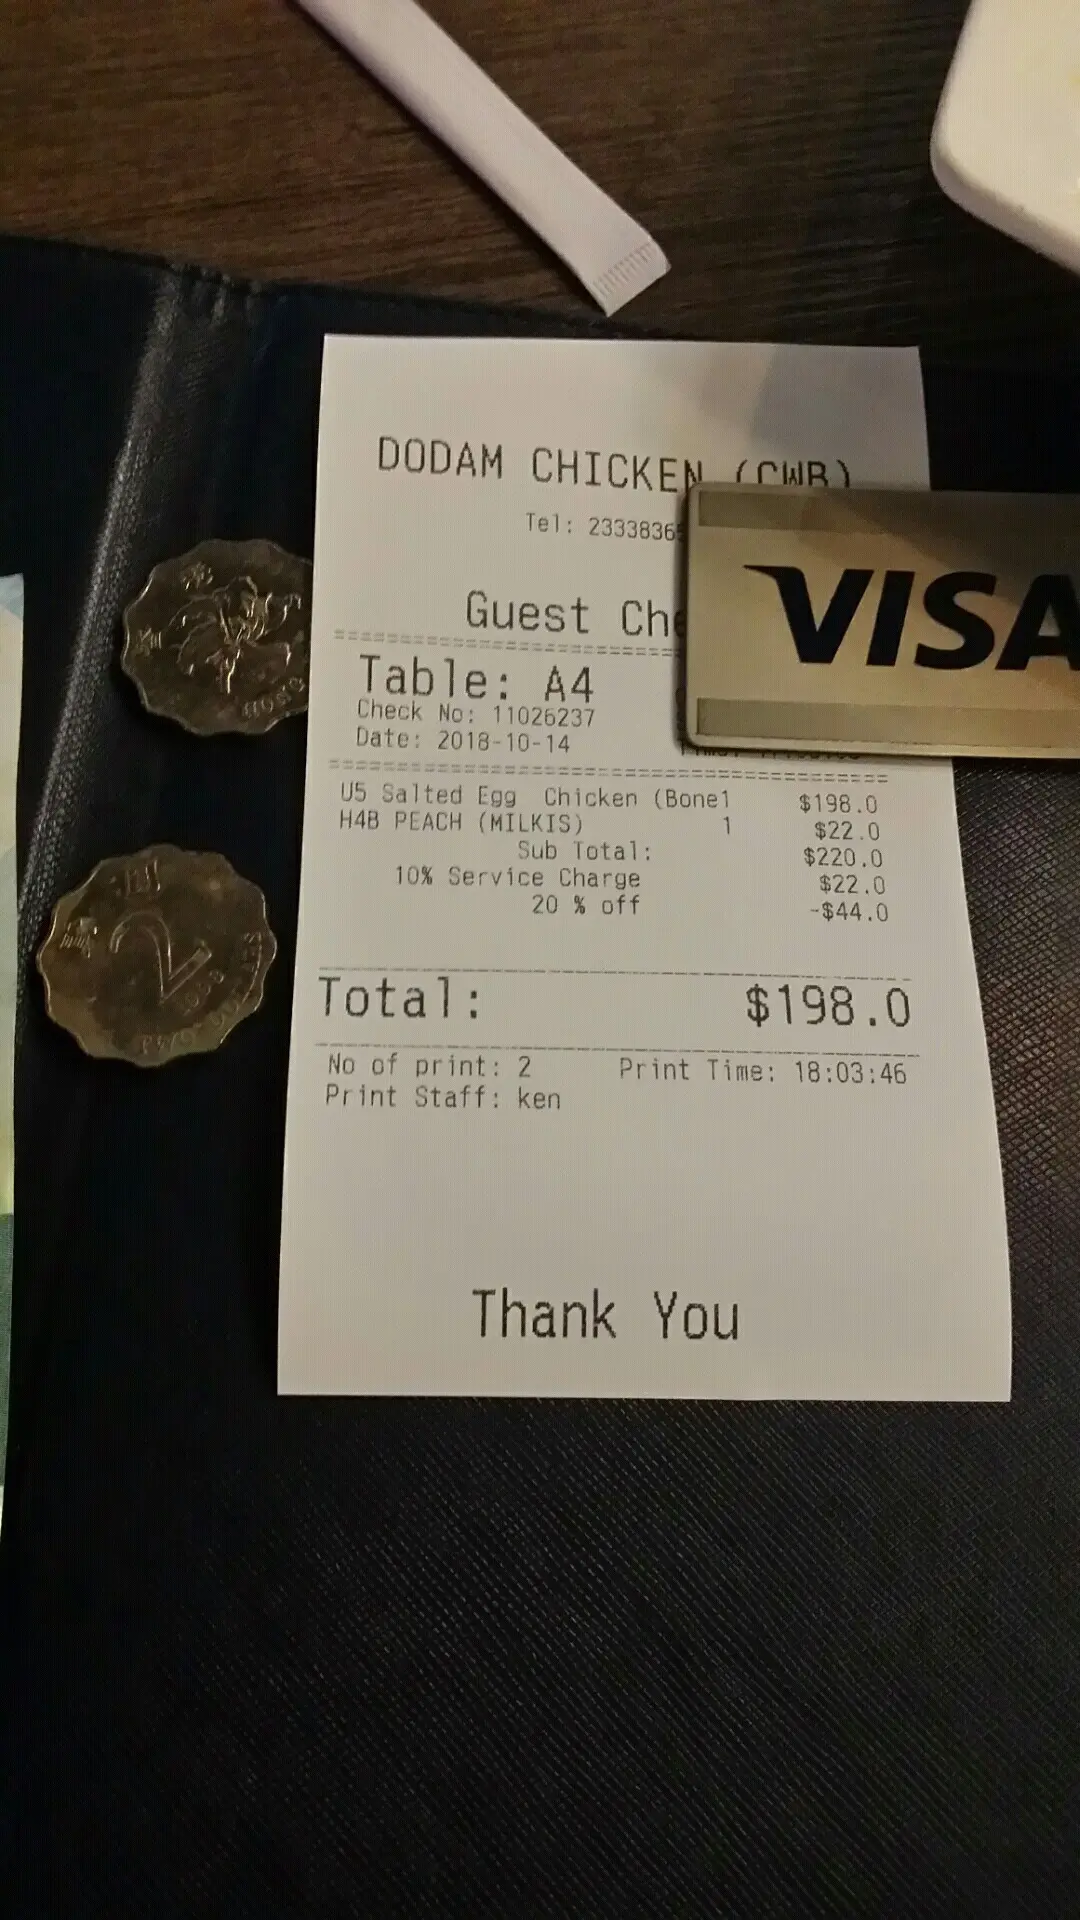 DODAM CHICKEN (CWB)
Tel:
VISA
Guest
Table: A4
Check No: 11026237
Date: 2018-10-14
U5 Salted Egg Chicken (Bone1 $198.0
H4B PEACH (MILKIS) 1 $22.0
Sub Total: $220.0
10% Service Charge $22.0
20 % off -$44.0
Total: $198.0
No of print: 2 Print Time: 18:03:46
Print Staff: ken
Thank You
2